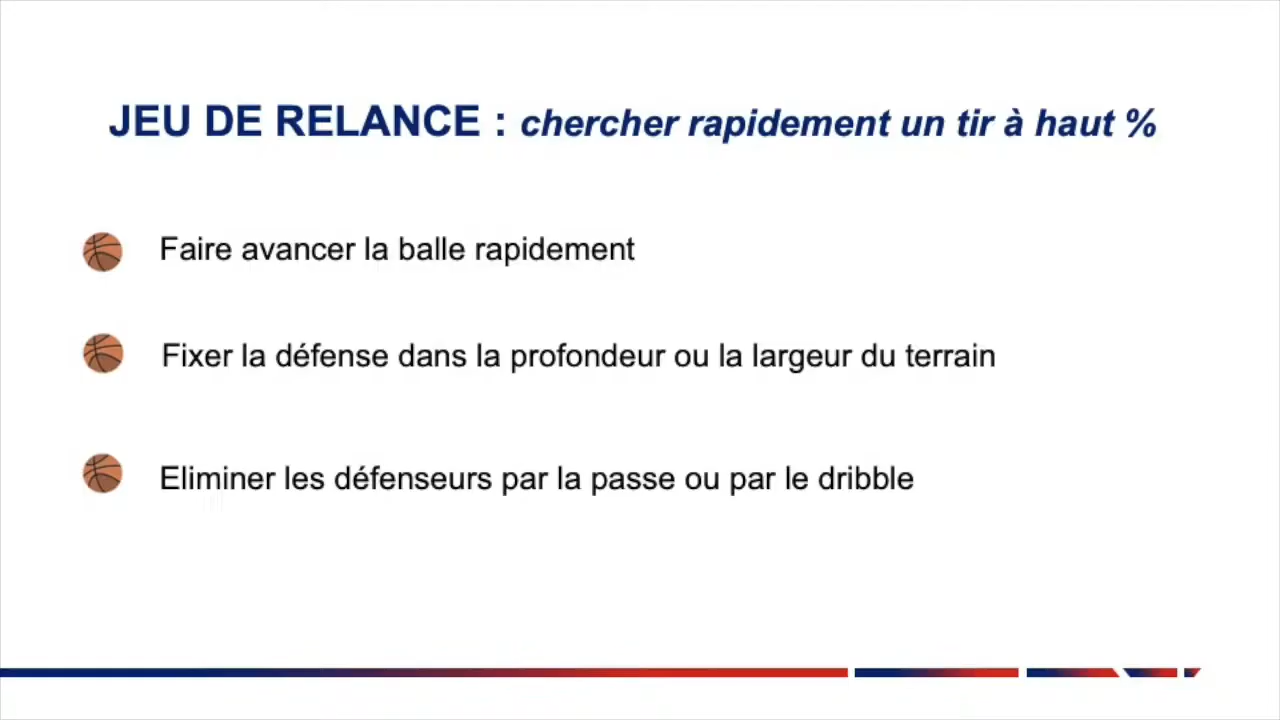 JEU DE RELANCE : chercher rapidement un tir à haut %
Faire avancer la balle rapidement
Fixer la défense dans la profondeur ou la largeur du terrain
Eliminer les défenseurs par la passe ou par le dribble